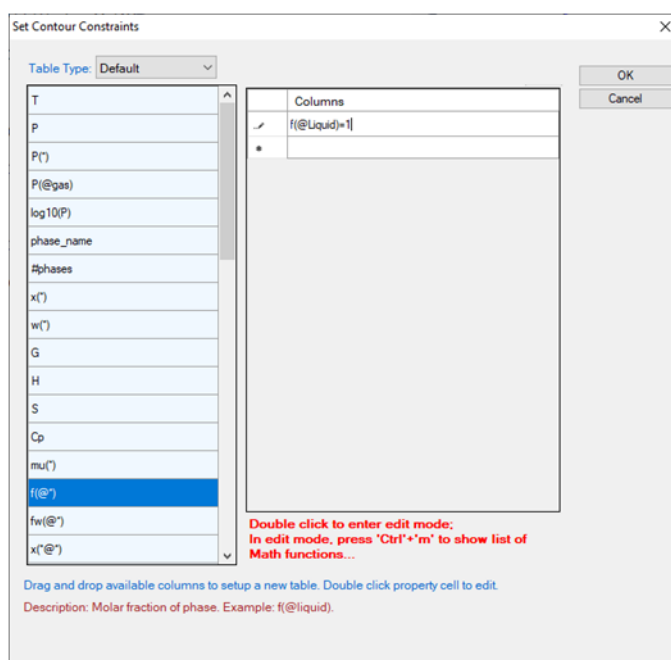 Set Contour Constraints
Table Type: Default
OK
Cancel
T
P
P(*)
P(@gas)
log10(P)
phase_name
#phases
x(*)
w(*)
G
H
S
Cp
mu(*)
f(@*)
fw(@*)
x(*@*)
Columns
f(@Liquid)=1
Double click to enter edit mode;
In edit mode, press 'Ctrl'+'m' to show list of
Math functions...
Drag and drop available columns to setup a new table. Double click property cell to edit.
Description: Molar fraction of phase. Example: f(@liquid).